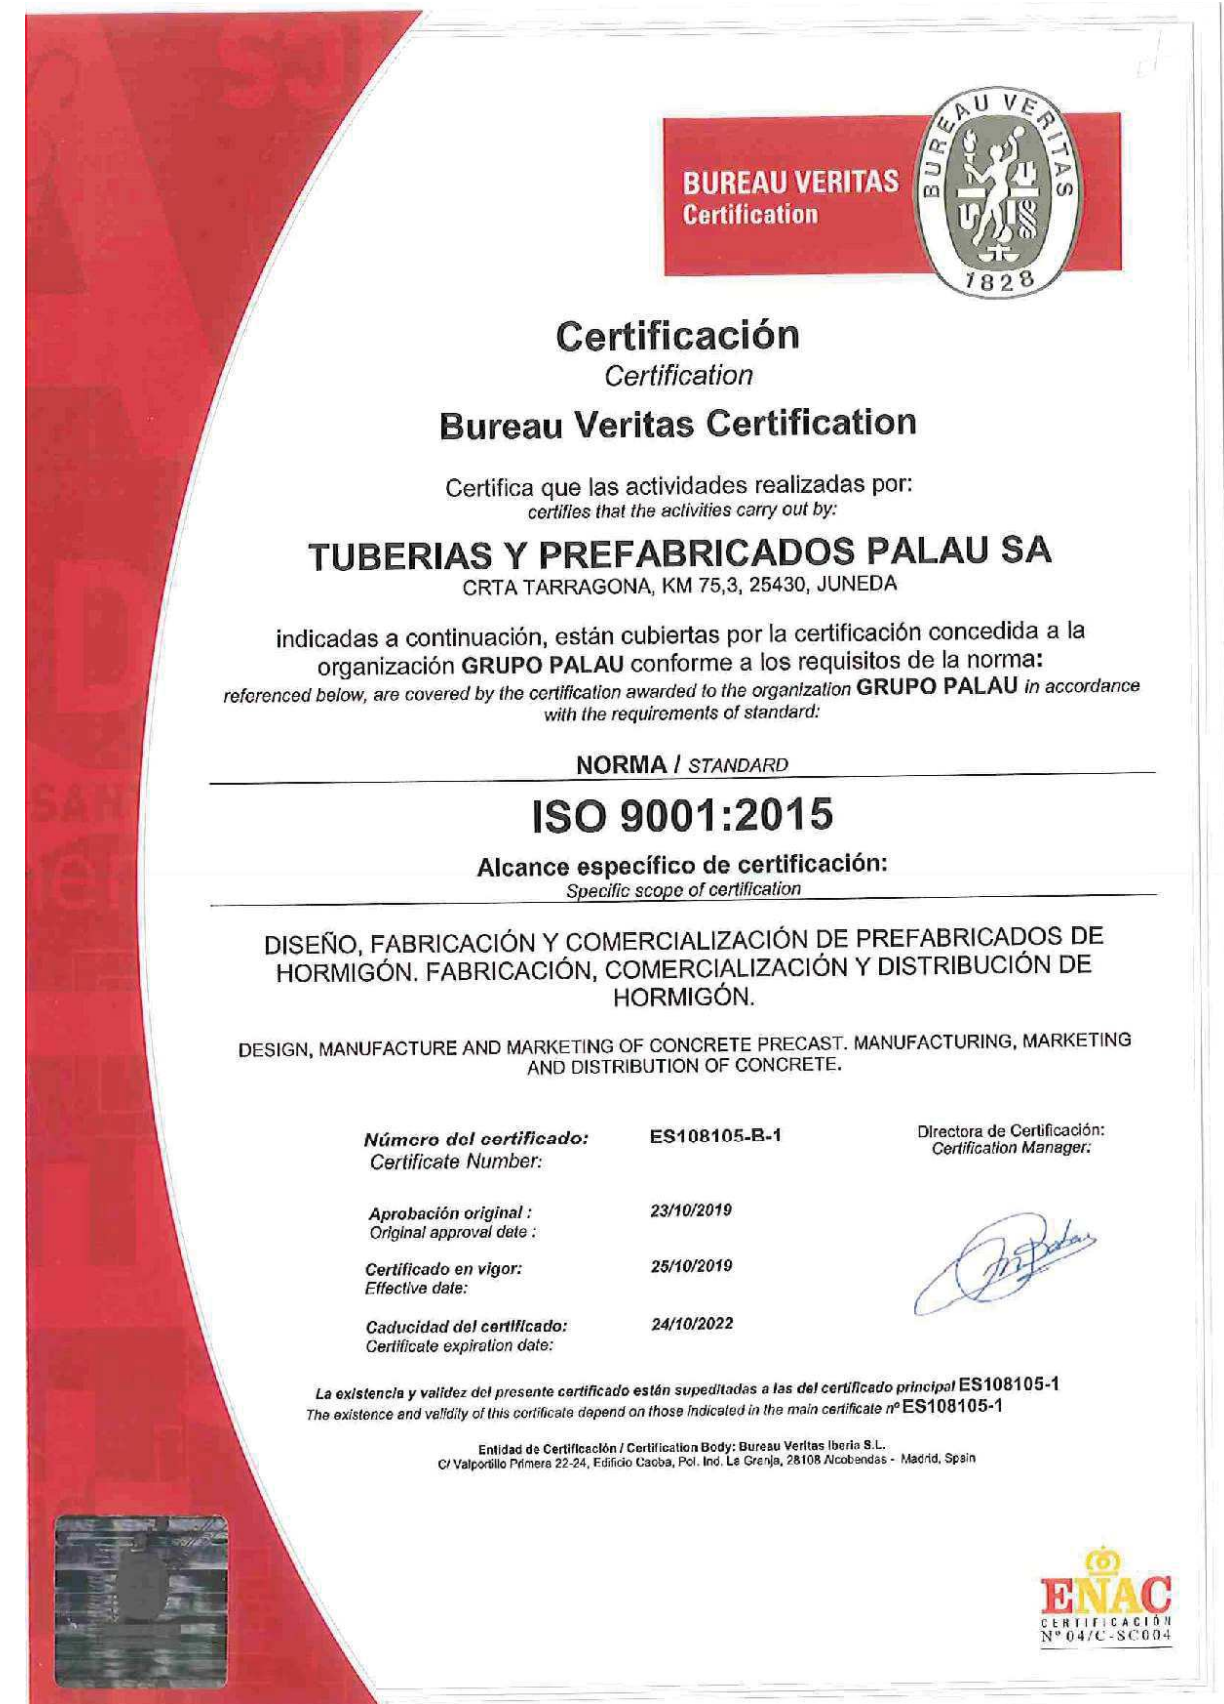 BUREAU VERITAS
Certification
BUREAU VERITAS
1828
Certificación
Certification
Bureau Veritas Certification
Certifica que las actividades realizadas por:
certifies that the activities carry out by:
TUBERIAS Y PREFABRICADOS PALAU SA
CRTA TARRAGONA, KM 75,3, 25430, JUNEDA
indicadas a continuación, están cubiertas por la certificación concedida a la
organización GRUPO PALAU conforme a los requisitos de la norma:
referenced below, are covered by the certification awarded to the organization GRUPO PALAU in accordance
with the requirements of standard:
NORMA / STANDARD
ISO 9001:2015
Alcance específico de certificación:
Specific scope of certification
DISEÑO, FABRICACIÓN Y COMERCIALIZACIÓN DE PREFABRICADOS DE
HORMIGÓN. FABRICACIÓN, COMERCIALIZACIÓN Y DISTRIBUCIÓN DE
HORMIGÓN.
DESIGN, MANUFACTURE AND MARKETING OF CONCRETE PRECAST. MANUFACTURING, MARKETING
AND DISTRIBUTION OF CONCRETE.
Número del certificado: ES108105-B-1
Certificate Number:
Directora de Certificación:
Certification Manager:
Aprobación original : 23/10/2019
Original approval date :
Certificado en vigor: 25/10/2019
Effective date:
Caducidad del certificado: 24/10/2022
Certificate expiration date:
La existencia y validez del presente certificado están supeditadas a las del certificado principal ES108105-1
The existence and validity of this certificate depend on those indicated in the main certificate nº ES108105-1
Entidad de Certificación / Certification Body: Bureau Veritas Iberia S.L.
C/ Valportillo Primera 22-24, Edificio Caoba, Pol. Ind. La Granja, 28108 Alcobendas - Madrid, Spain
ENAC
CERTIFICACIÓN
Nº 04/C-SC004